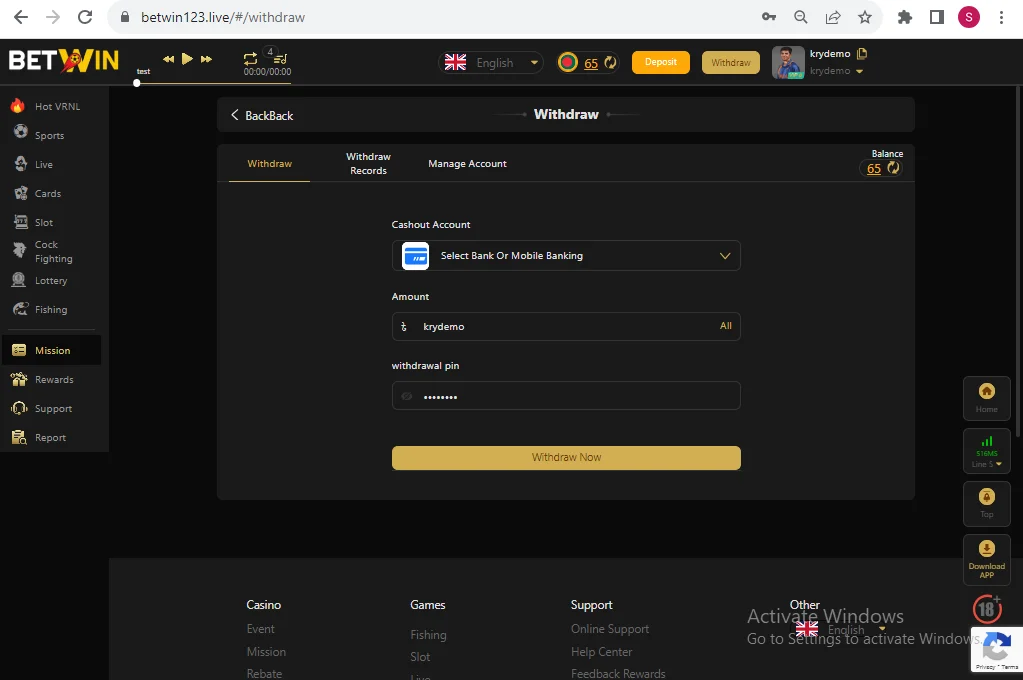 betwin123.live/#/withdraw
S
BETWIN
test
4
00:00/00:00
English
65
Deposit
Withdraw
krydemo
krydemo
Hot VRNL
Sports
Live
Cards
Slot
Cock
Fighting
Lottery
Fishing
Mission
Rewards
Support
Report
BackBack
Withdraw
Withdraw
Withdraw
Records
Manage Account
Balance
65
Cashout Account
Select Bank Or Mobile Banking
Amount
৳ krydemo All
withdrawal pin
••••••••
Withdraw Now
Home
516MS
Line 5
Top
Download
APP
18+
Casino
Event
Mission
Rebate
Games
Fishing
Slot
Live
Support
Online Support
Help Center
Feedback Rewards
Other
English
Activate Windows
Go to Settings to activate Windows.
Privacy - Terms